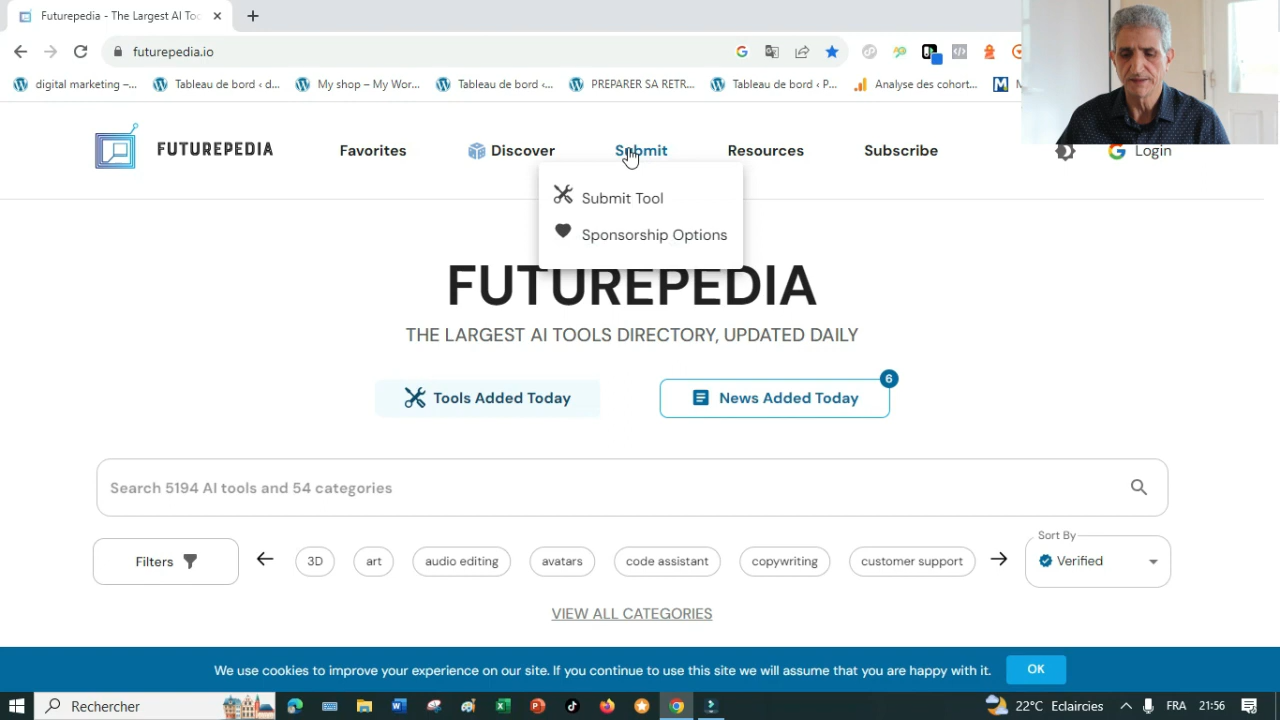 Futurepedia - The Largest AI Too
futurepedia.io
digital marketing –...
Tableau de bord ‹ d...
My shop – My Wor...
Tableau de bord ‹...
PREPARER SA RETR...
Tableau de bord ‹ P...
Analyse des cohort...
FUTUREPEDIA
Favorites
Discover
Submit
Resources
Subscribe
Login
Submit Tool
Sponsorship Options
FUTUREPEDIA
THE LARGEST AI TOOLS DIRECTORY, UPDATED DAILY
Tools Added Today
News Added Today
6
Search 5194 AI tools and 54 categories
Filters
3D
art
audio editing
avatars
code assistant
copywriting
customer support
Sort By
Verified
VIEW ALL CATEGORIES
We use cookies to improve your experience on our site. If you continue to use this site we will assume that you are happy with it.
OK
Rechercher
22°C Eclaircies
FRA
21:56